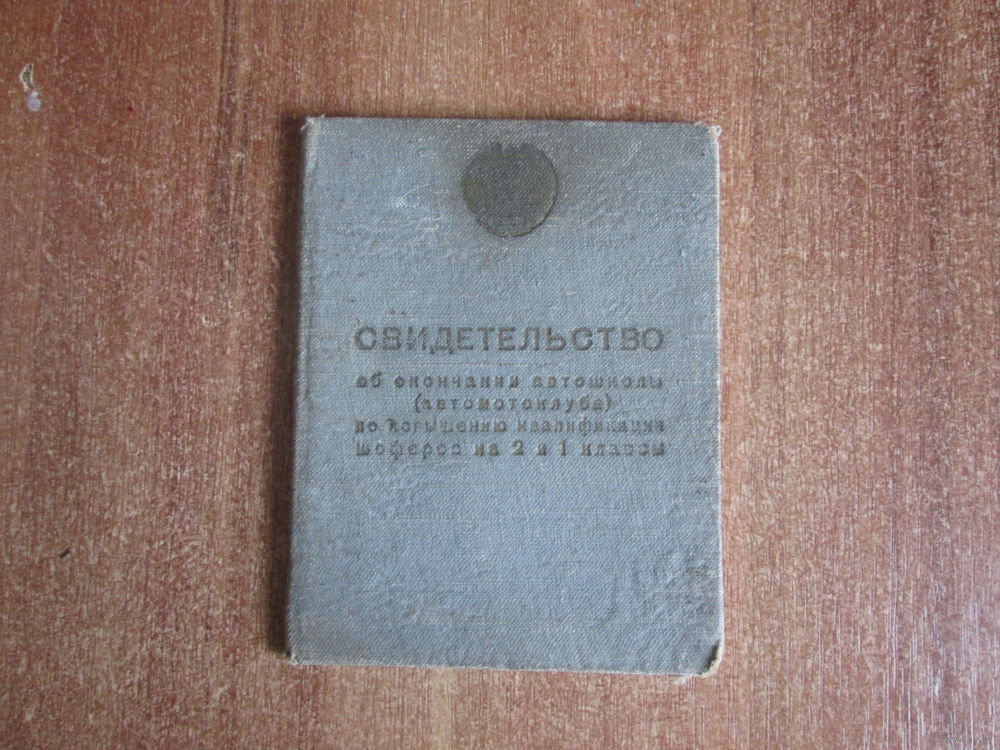 СВИДЕТЕЛЬСТВО
об окончании автошколы
(автомотоклуба)
по повышению квалификации
шоферов на 2 и 1 классы